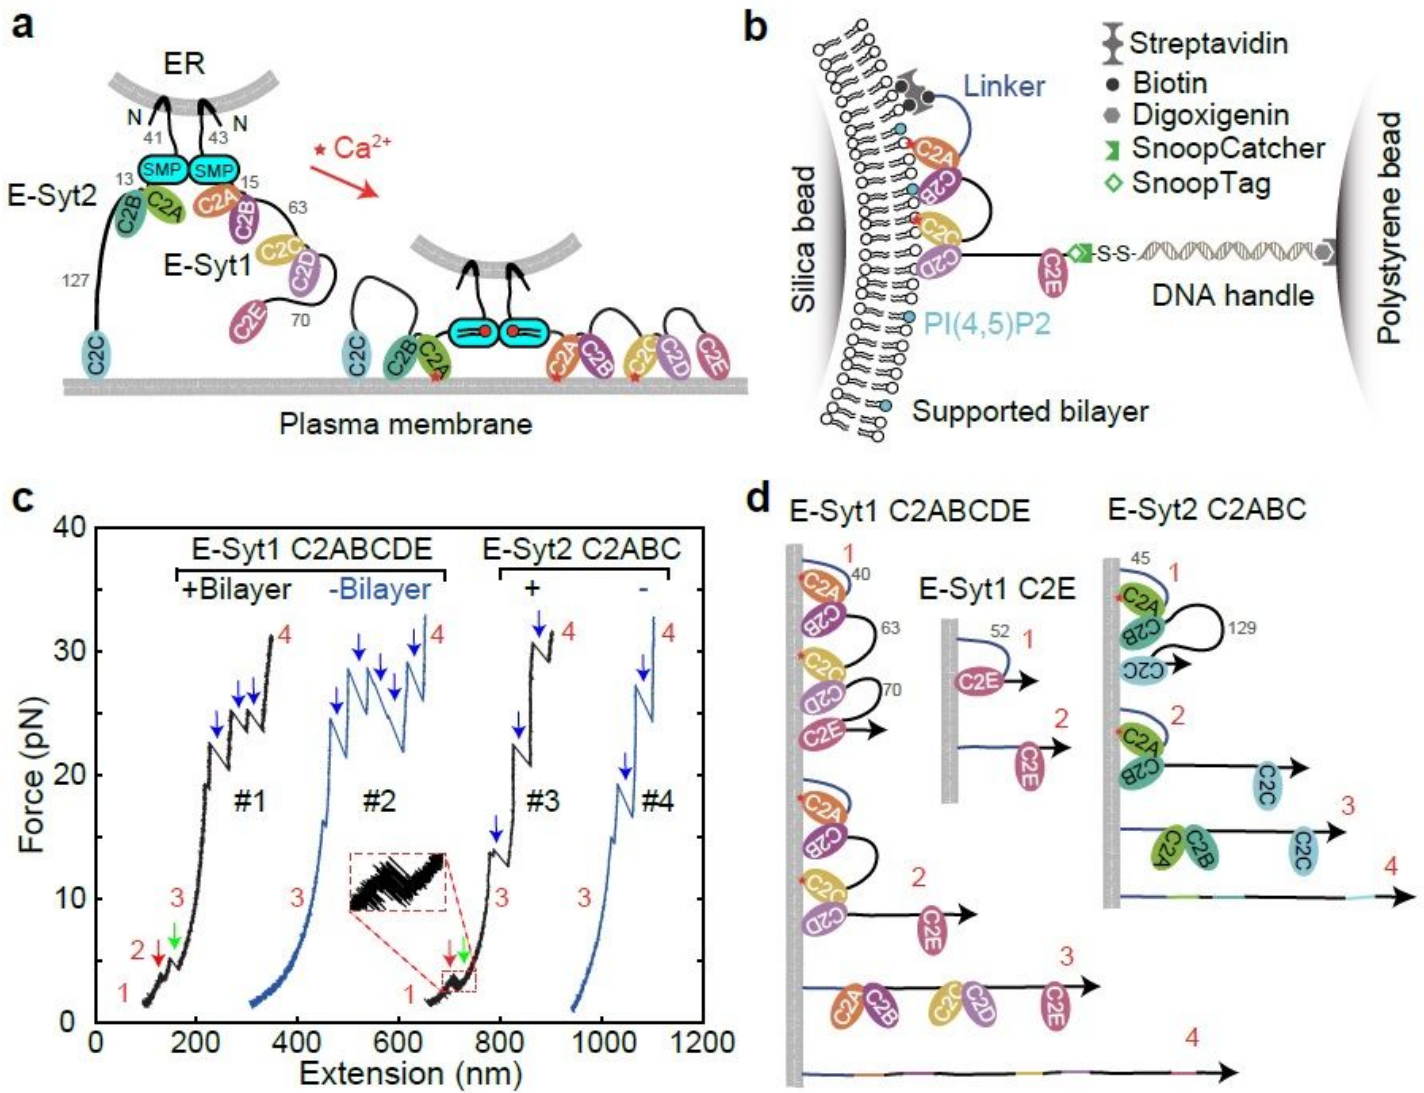 a
ER
N
N
41
43
SMP
SMP
Ca2+
E-Syt2
13
15
C2B
C2A
C2A
C2B
63
C2C
C2D
E-Syt1
127
C2E
70
C2C
C2C
C2B
C2A
C2A
C2B
C2C
C2D
C2E
Plasma membrane
b
Streptavidin
Biotin
Digoxigenin
SnoopCatcher
SnoopTag
Linker
C2A
C2B
C2C
C2D
C2E
-S-S-
DNA handle
PI(4,5)P2
Supported bilayer
Silica bead
Polystyrene bead
c
E-Syt1 C2ABCDE
E-Syt2 C2ABC
+Bilayer
-Bilayer
+
-
4
4
4
4
#1
#2
#3
#4
3
3
3
3
2
1
1
40
30
20
10
0
Force (pN)
0
200
400
600
800
1000
1200
Extension (nm)
d
E-Syt1 C2ABCDE
E-Syt2 C2ABC
E-Syt1 C2E
1
40
C2A
C2B
63
C2C
C2D
70
C2E
C2A
C2B
C2C
C2D
2
C2E
3
C2A
C2B
C2C
C2D
C2E
4
52
1
C2E
2
C2E
45
1
C2A
C2B
129
C2C
2
C2A
C2B
C2C
3
C2A
C2B
C2C
4